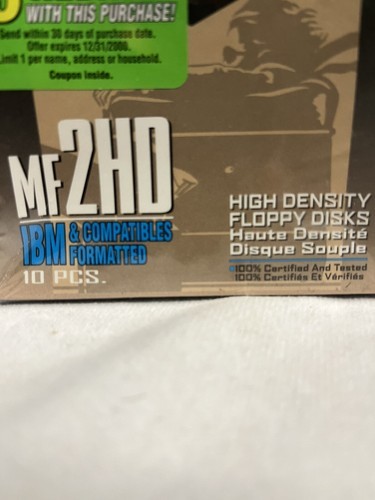 WITH THIS PURCHASE!
Send within 30 days of purchase date.
Offer expires 12/31/2000.
Limit 1 per name, address or household.
Coupon inside.
MF2HD
IBM & COMPATIBLES
FORMATTED
10 PCS.
HIGH DENSITY
FLOPPY DISKS
Haute Densité
Disque Souple
100% Certified And Tested
100% Certifiés Et Vérifiés